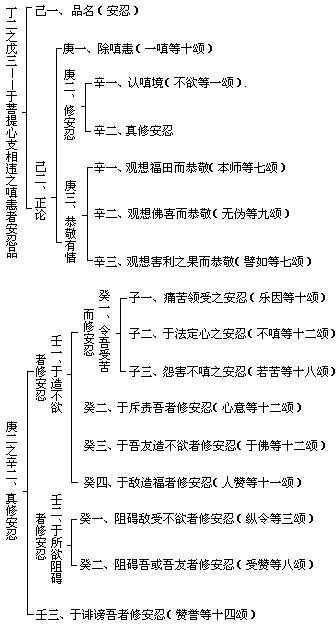 丁二之戊三——于菩提心支相违之嗔恚者安忍品
己一、品名（安忍）
己二、正论
庚一、除嗔恚（一嗔等十颂）
庚二、修安忍
辛一、认嗔境（不欲等一颂）.
辛二、真修安忍
庚三、恭敬有情
辛一、观想福田而恭敬（本师等七颂）
辛二、观想佛喜而恭敬（无伪等九颂）
辛三、观想害利之果而恭敬（譬如等七颂）
庚二之辛二、真修安忍
壬一、于造不欲
者修安忍
癸一、令吾受苦
而修安忍
子一、痛苦领受之安忍（乐因等十颂）
子二、于法定心之安忍（不嗔等十二颂）
子三、怨害不嗔之安忍（若苦等十八颂）
癸二、于斥责吾者修安忍（心意等十二颂）
癸三、于吾友造不欲者修安忍（于佛等十二颂）
癸四、于敌造福者修安忍（人赞等十一颂）
壬二、于所欲阻碍
者修安忍
癸一、阻碍敌受不欲者修安忍（纵令等三颂）
癸二、阻碍吾或吾友者修安忍（受赞等八颂）
壬三、于诽谤吾者修安忍（赞誉等十四颂）